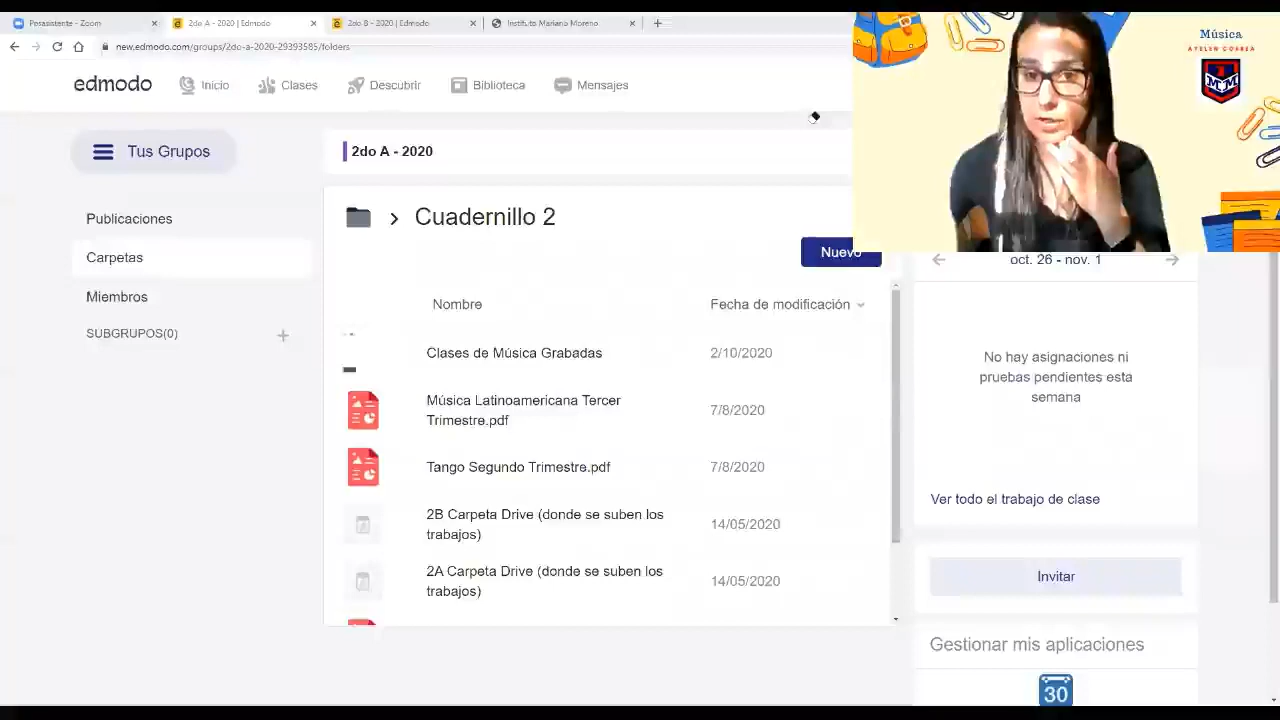 Posasistente - Zoom
2do A - 2020 | Edmodo
2do B - 2020 | Edmodo
Instituto Mariano Moreno
new.edmodo.com/groups/2do-a-2020-29393585/folders
Música
AYELEN CORREA
edmodo
Inicio
Clases
Descubrir
Biblioteca
Mensajes
Tus Grupos
2do A - 2020
Publicaciones
Carpetas
Miembros
SUBGRUPOS(0)
Cuadernillo 2
Nuevo
Nombre
Fecha de modificación
Clases de Música Grabadas
2/10/2020
Música Latinoamericana Tercer
Trimestre.pdf
7/8/2020
Tango Segundo Trimestre.pdf
7/8/2020
2B Carpeta Drive (donde se suben los
trabajos)
14/05/2020
2A Carpeta Drive (donde se suben los
trabajos)
14/05/2020
oct. 26 - nov. 1
No hay asignaciones ni
pruebas pendientes esta
semana
Ver todo el trabajo de clase
Invitar
Gestionar mis aplicaciones
30